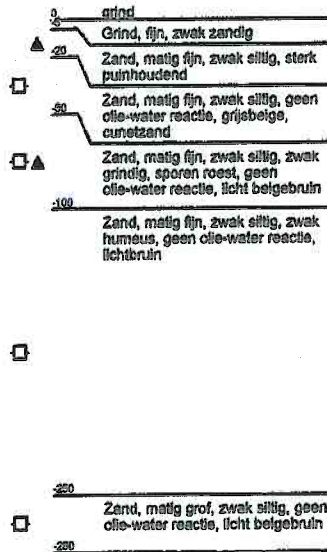 0 grind
-5 Grind, fijn, zwak zandig
-20 Zand, matig fijn, zwak siltig, sterk
puinhoudend
-50 Zand, matig fijn, zwak siltig, geen
olie-water reactie, grijsbeige,
cunetzand
Zand, matig fijn, zwak siltig, zwak
grindig, sporen roest, geen
olie-water reactie, licht beigebruin
-100
Zand, matig fijn, zwak siltig, zwak
humeus, geen olie-water reactie,
lichtbruin
Zand, matig grof, zwak siltig, geen
olie-water reactie, licht beigebruin